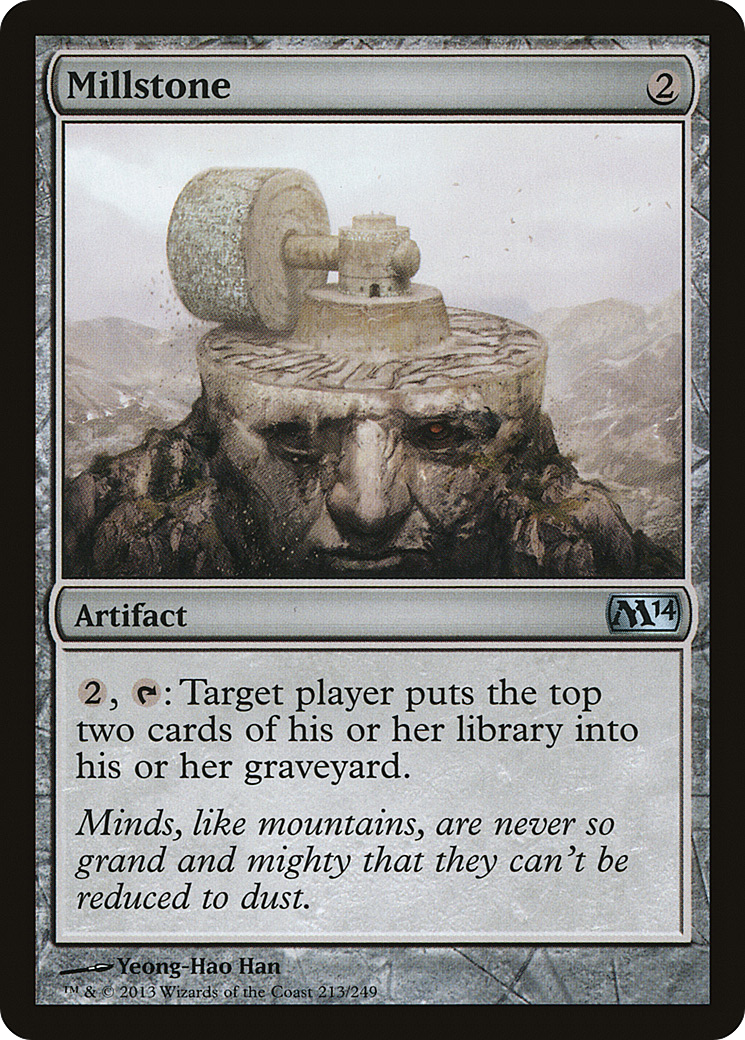 Millstone 2
Artifact M14
2, : Target player puts the top
two cards of his or her library into
his or her graveyard.
Minds, like mountains, are never so
grand and mighty that they can't be
reduced to dust.
Yeong-Hao Han
™ & © 2013 Wizards of the Coast 213/249